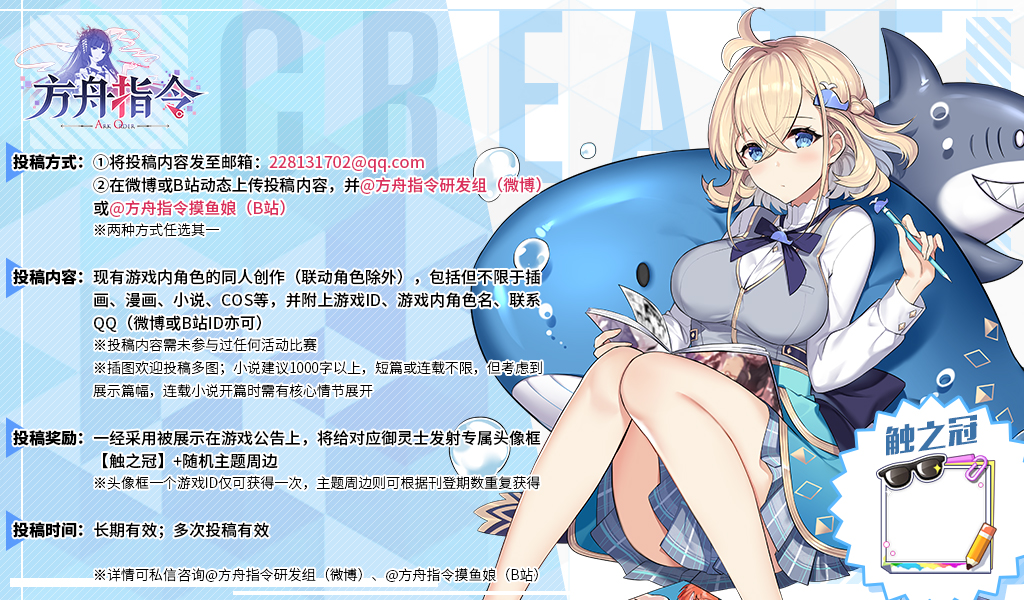 CREATE
方舟指令
ARK ORDER
投稿方式：①将投稿内容发至邮箱：228131702@qq.com
②在微博或B站动态上传投稿内容，并@方舟指令研发组（微博）
或@方舟指令摸鱼娘（B站）
※两种方式任选其一
投稿内容：现有游戏内角色的同人创作（联动角色除外），包括但不限于插
画、漫画、小说、COS等，并附上游戏ID、游戏内角色名、联系
QQ（微博或B站ID亦可）
※投稿内容需未参与过任何活动比赛
※插图欢迎投稿多图；小说建议1000字以上，短篇或连载不限，但考虑到
展示篇幅，连载小说开篇时需有核心情节展开
投稿奖励：一经采用被展示在游戏公告上，将给对应御灵士发射专属头像框
【触之冠】+随机主题周边
※头像框一个游戏ID仅可获得一次，主题周边则可根据刊登期数重复获得
触之冠
投稿时间：长期有效；多次投稿有效
※详情可私信咨询@方舟指令研发组（微博）、@方舟指令摸鱼娘（B站）